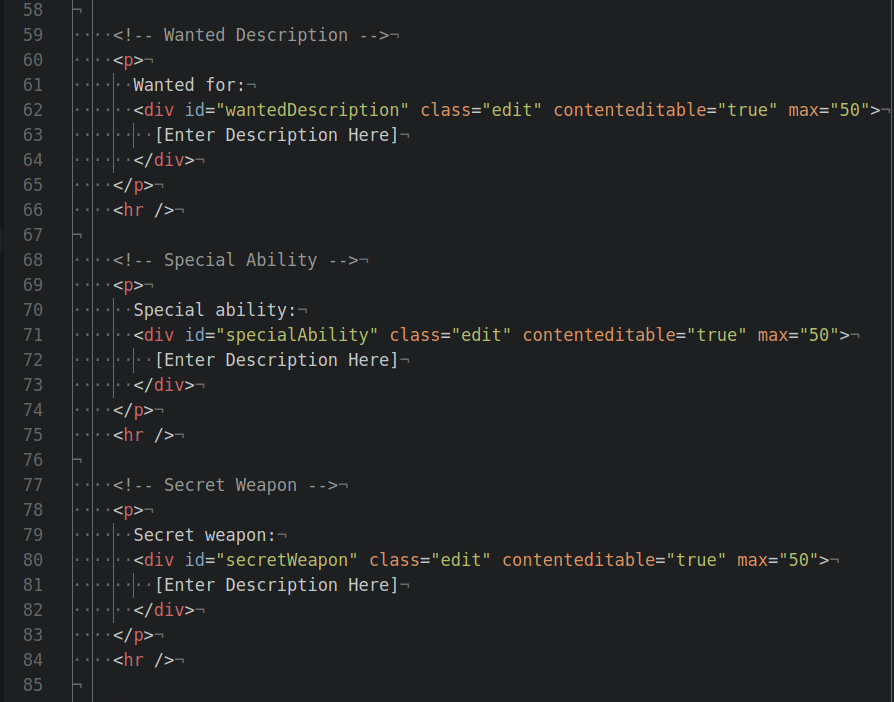 58 ¬
59 ····<!-- Wanted Description -->¬
60 ····<p>¬
61 ······Wanted for:¬
62 ······<div id="wantedDescription" class="edit" contenteditable="true" max="50">¬
63 ········[Enter Description Here]¬
64 ······</div>¬
65 ····</p>¬
66 ····<hr />¬
67 ¬
68 ····<!-- Special Ability -->¬
69 ····<p>¬
70 ······Special ability:¬
71 ······<div id="specialAbility" class="edit" contenteditable="true" max="50">¬
72 ········[Enter Description Here]¬
73 ······</div>¬
74 ····</p>¬
75 ····<hr />¬
76 ¬
77 ····<!-- Secret Weapon -->¬
78 ····<p>¬
79 ······Secret weapon:¬
80 ······<div id="secretWeapon" class="edit" contenteditable="true" max="50">¬
81 ········[Enter Description Here]¬
82 ······</div>¬
83 ····</p>¬
84 ····<hr />¬
85 ¬